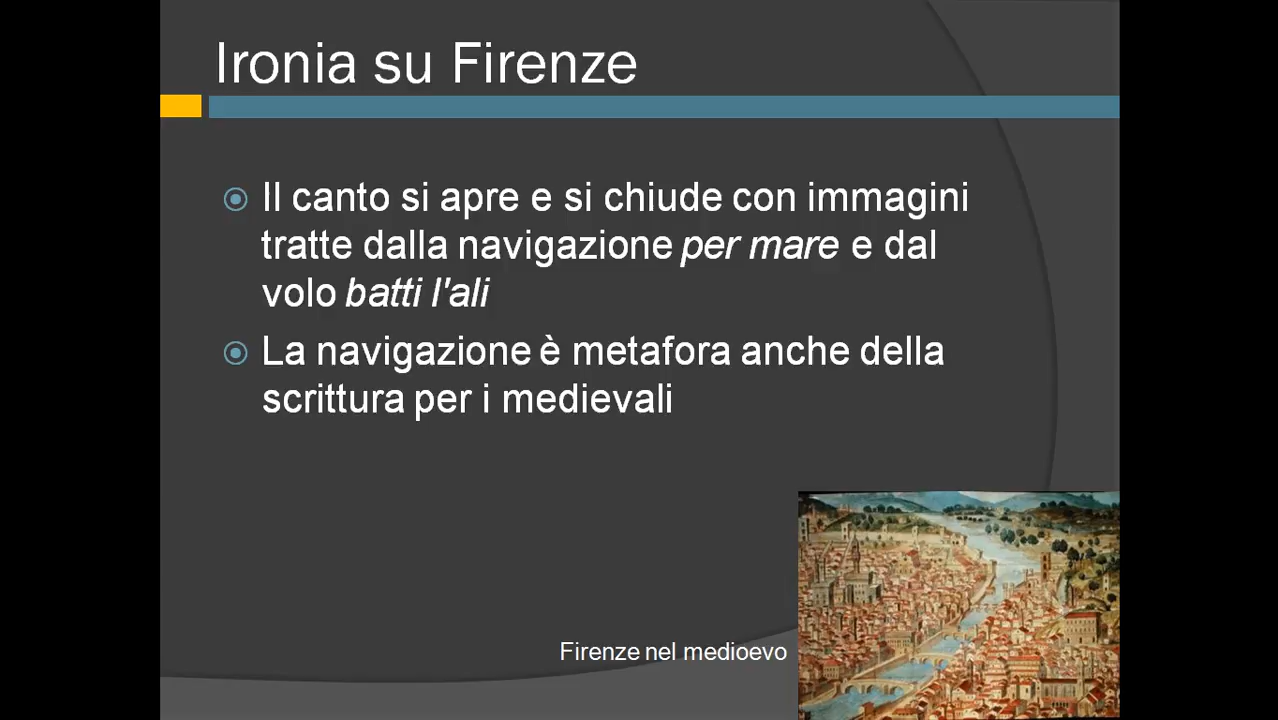 Ironia su Firenze
Il canto si apre e si chiude con immagini
tratte dalla navigazione per mare e dal
volo batti l'ali
La navigazione è metafora anche della
scrittura per i medievali
Firenze nel medioevo